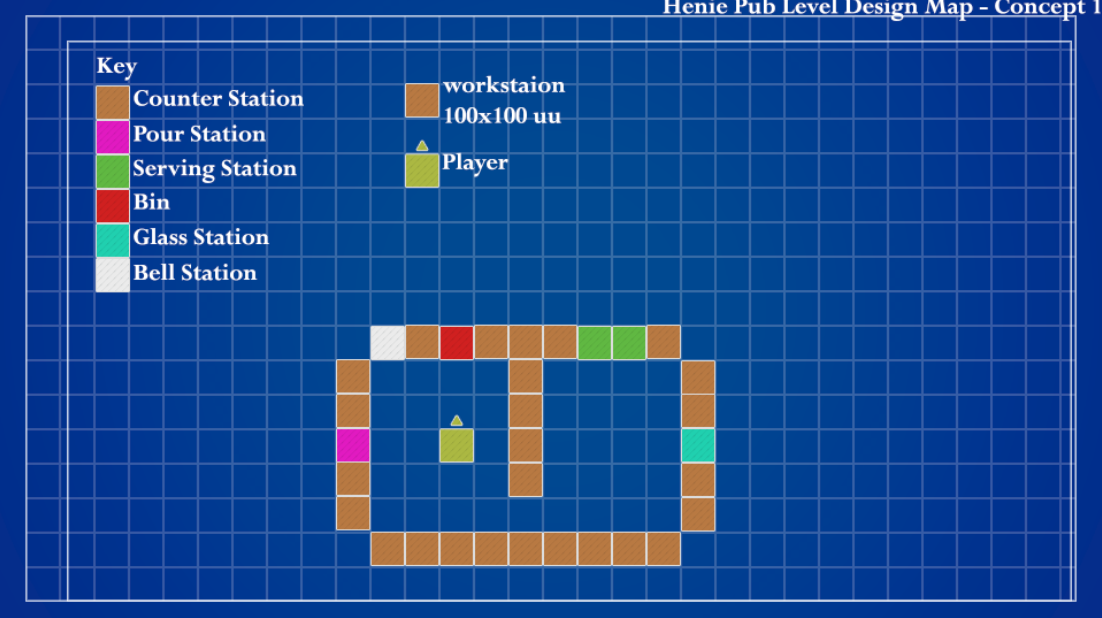 Henie Pub Level Design Map - Concept 1
Key
Counter Station
Pour Station
Serving Station
Bin
Glass Station
Bell Station
workstaion
100x100 uu
Player